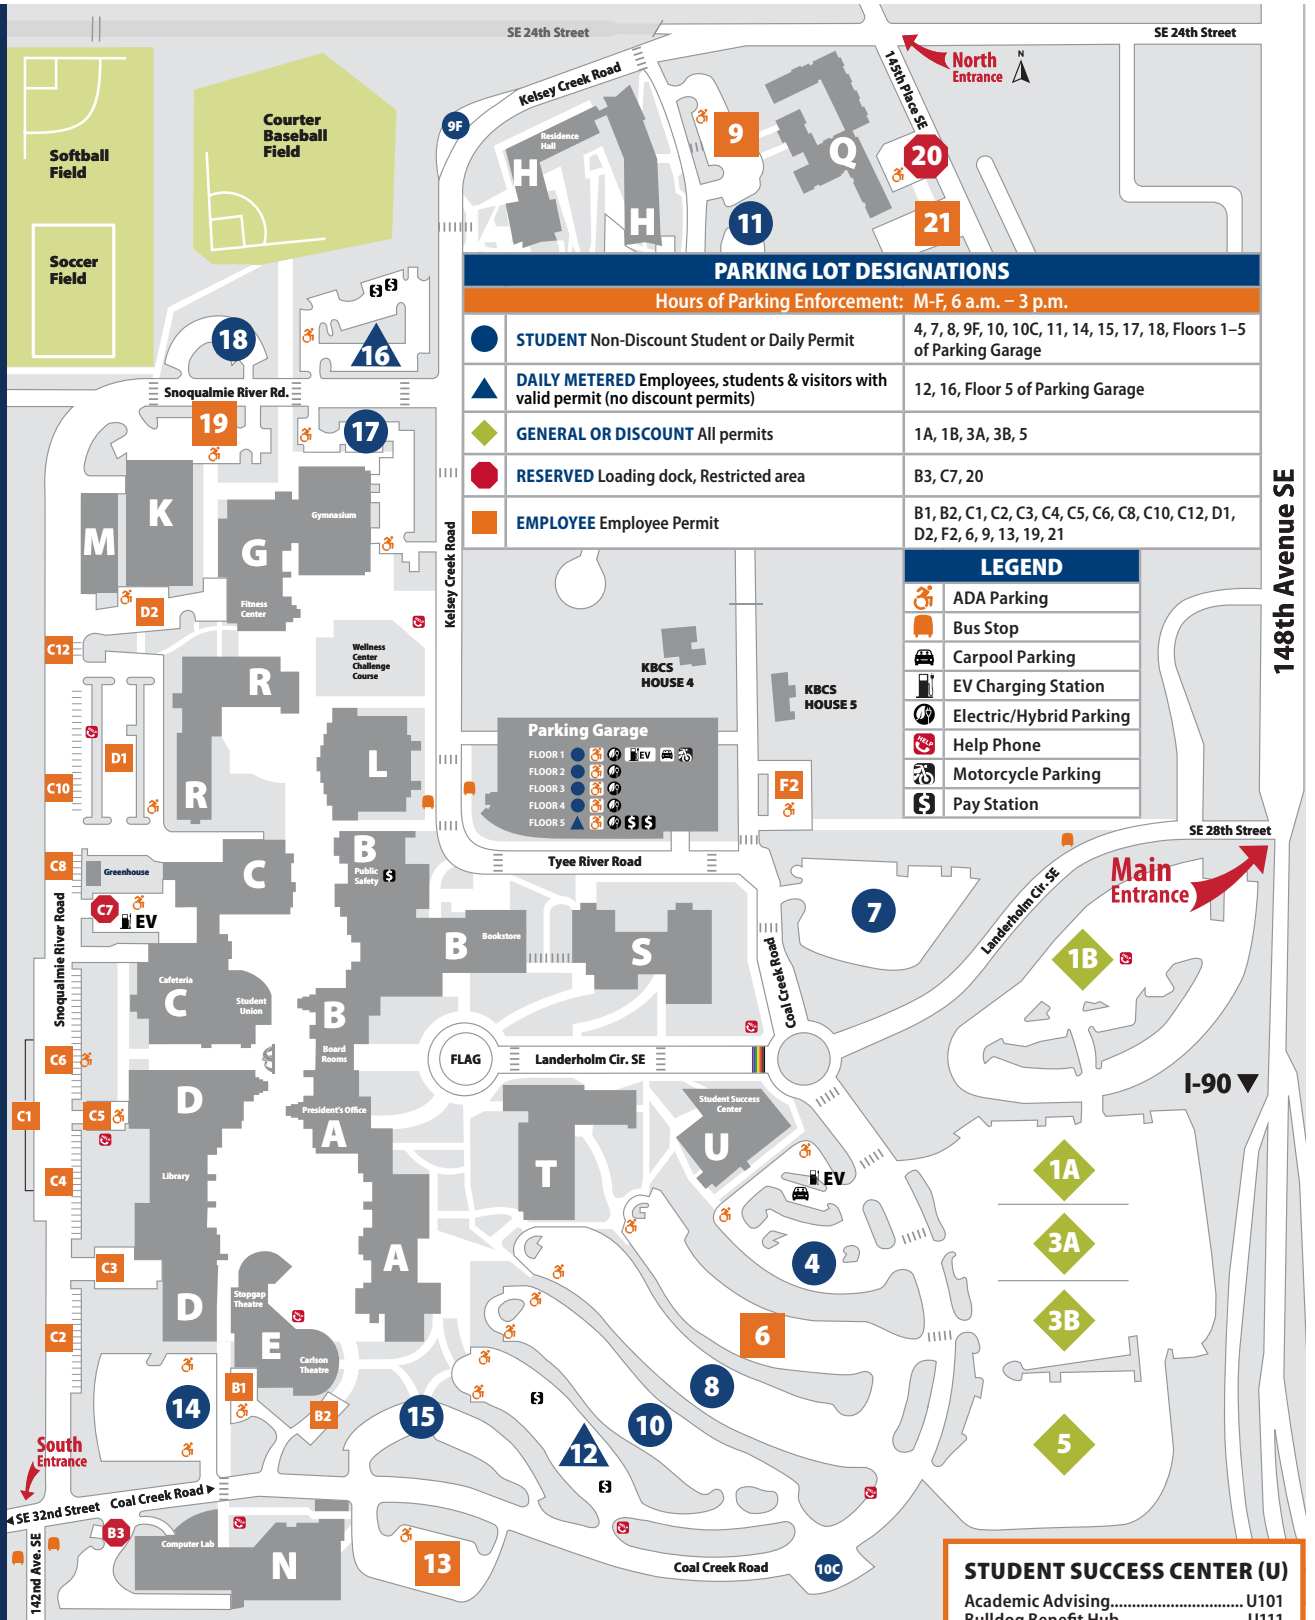 SE 24th Street
SE 24th Street
North
Entrance
N
Kelsey Creek Road
145th Place SE
9F
Residence
Hall
H
H
9
Q
20
11
21
Softball
Field
Courter
Baseball
Field
Soccer
Field
18
16
Snoqualmie River Rd.
19
17
PARKING LOT DESIGNATIONS
Hours of Parking Enforcement: M-F, 6 a.m. – 3 p.m.
STUDENT Non-Discount Student or Daily Permit
4, 7, 8, 9F, 10, 10C, 11, 14, 15, 17, 18, Floors 1–5
of Parking Garage
DAILY METERED Employees, students & visitors with
valid permit (no discount permits)
12, 16, Floor 5 of Parking Garage
GENERAL OR DISCOUNT All permits
1A, 1B, 3A, 3B, 5
RESERVED Loading dock, Restricted area
B3, C7, 20
EMPLOYEE Employee Permit
B1, B2, C1, C2, C3, C4, C5, C6, C8, C10, C12, D1,
D2, F2, 6, 9, 13, 19, 21
LEGEND
ADA Parking
Bus Stop
Carpool Parking
EV Charging Station
Electric/Hybrid Parking
HELP
Help Phone
Motorcycle Parking
$
Pay Station
148th Avenue SE
M
K
G
Gymnasium
Fitness
Center
D2
Kelsey Creek Road
C12
R
Wellness
Center
Challenge
Course
KBCS
HOUSE 4
KBCS
HOUSE 5
D1
C10
R
L
Parking Garage
FLOOR 1
EV
FLOOR 2
FLOOR 3
FLOOR 4
FLOOR 5
F2
SE 28th Street
Main
Entrance
Tyee River Road
Landerholm Cir. SE
C8
Greenhouse
C
B
Public
Safety
C7
EV
Snoqualmie River Road
B
Bookstore
S
7
1B
Coal Creek Road
Cafeteria
C
Student
Union
B
Board
Rooms
FLAG
Landerholm Cir. SE
I-90
C6
C1
C5
D
President's Office
A
Student Success
Center
U
T
C4
Library
EV
1A
3A
3B
C3
A
4
D
Stopgap
Theatre
E
Carlson
Theatre
C2
6
8
14
B1
B2
15
10
12
5
South
Entrance
SE 32nd Street
Coal Creek Road
B3
142nd Ave. SE
Computer Lab
N
13
Coal Creek Road
10C
STUDENT SUCCESS CENTER (U)
Academic Advising.............................. U101
Bulldog Benefit Hub U111